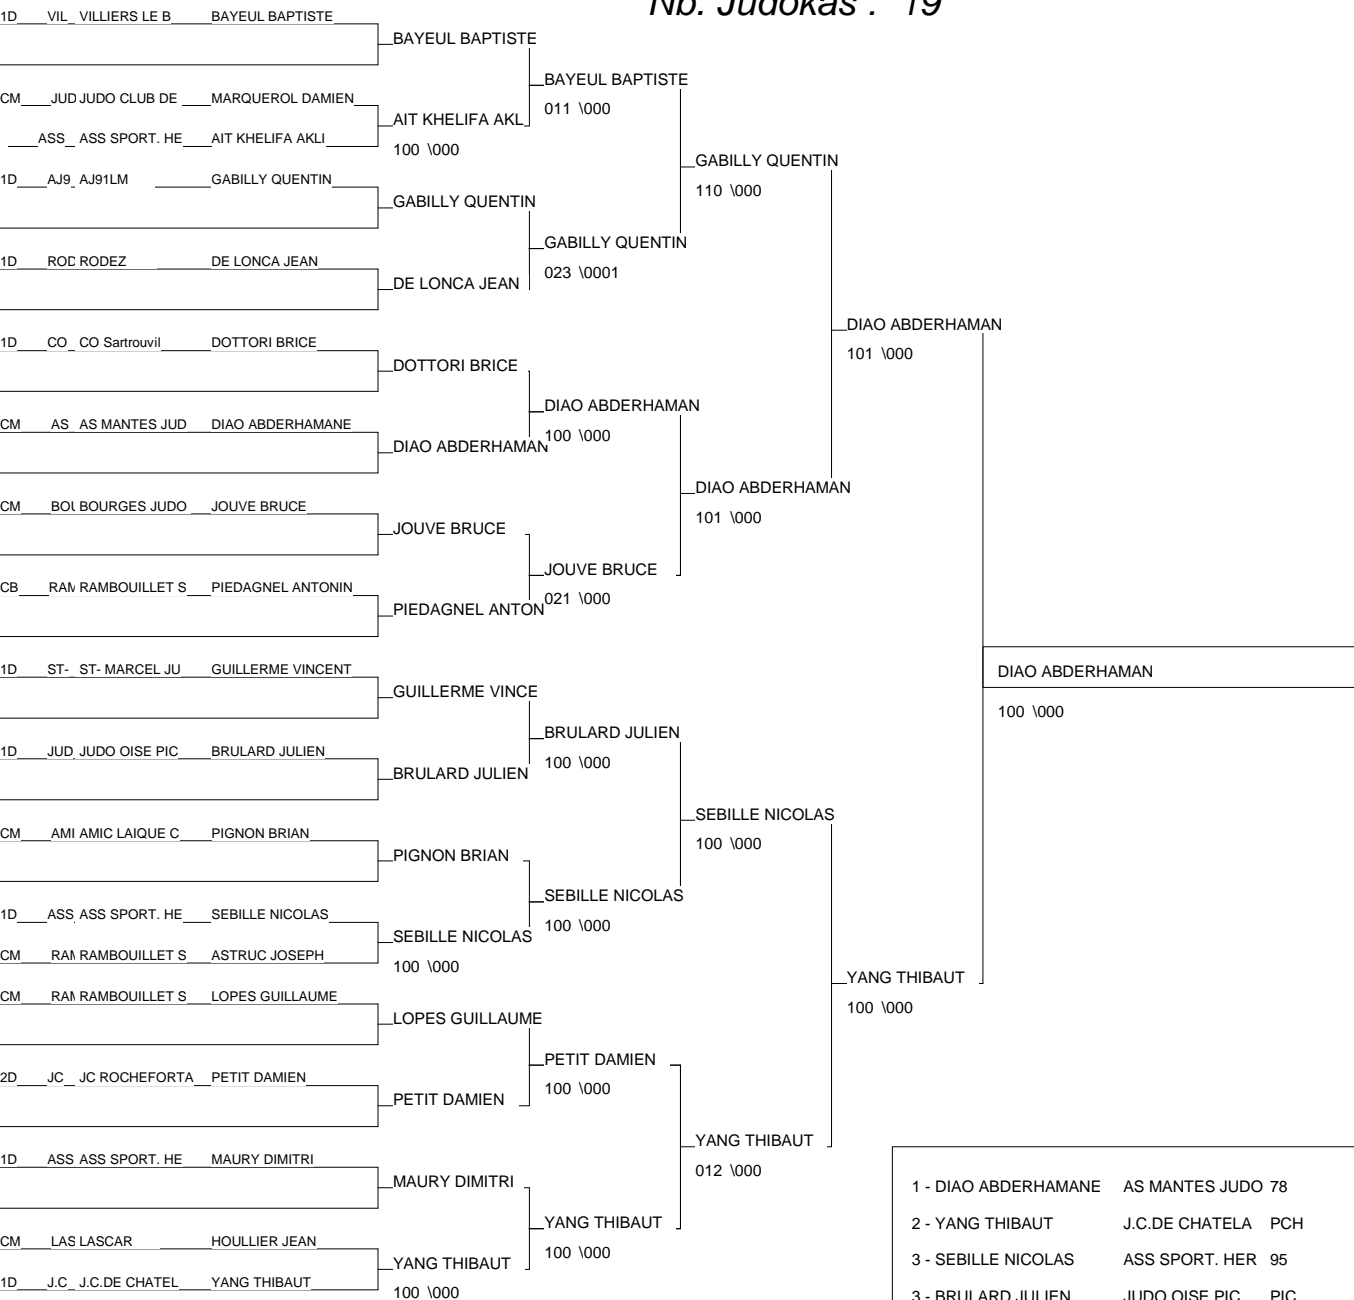 Nb. Judokas : 19
1D VIL VILLIERS LE B BAYEUL BAPTISTE
BAYEUL BAPTISTE
BAYEUL BAPTISTE
011 \000
CM JUD JUDO CLUB DE MARQUEROL DAMIEN
AIT KHELIFA AKL
100 \000
ASS ASS SPORT. HE AIT KHELIFA AKLI
GABILLY QUENTIN
110 \000
1D AJ9 AJ91LM GABILLY QUENTIN
GABILLY QUENTIN
GABILLY QUENTIN
023 \0001
1D ROD RODEZ DE LONCA JEAN
DE LONCA JEAN
DIAO ABDERHAMAN
101 \000
1D CO CO Sartrouvil DOTTORI BRICE
DOTTORI BRICE
DIAO ABDERHAMAN
100 \000
CM AS AS MANTES JUD DIAO ABDERHAMANE
DIAO ABDERHAMAN
DIAO ABDERHAMAN
101 \000
CM BOU BOURGES JUDO JOUVE BRUCE
JOUVE BRUCE
JOUVE BRUCE
021 \000
CB RAM RAMBOUILLET S PIEDAGNEL ANTONIN
PIEDAGNEL ANTON
DIAO ABDERHAMAN
100 \000
1D ST- ST- MARCEL JU GUILLERME VINCENT
GUILLERME VINCE
BRULARD JULIEN
100 \000
1D JUD JUDO OISE PIC BRULARD JULIEN
BRULARD JULIEN
SEBILLE NICOLAS
100 \000
CM AMI AMIC LAIQUE C PIGNON BRIAN
PIGNON BRIAN
SEBILLE NICOLAS
100 \000
1D ASS ASS SPORT. HE SEBILLE NICOLAS
SEBILLE NICOLAS
100 \000
CM RAM RAMBOUILLET S ASTRUC JOSEPH
YANG THIBAUT
100 \000
CM RAM RAMBOUILLET S LOPES GUILLAUME
LOPES GUILLAUME
PETIT DAMIEN
100 \000
2D JC JC ROCHEFORTA PETIT DAMIEN
PETIT DAMIEN
YANG THIBAUT
012 \000
1D ASS ASS SPORT. HE MAURY DIMITRI
MAURY DIMITRI
YANG THIBAUT
100 \000
CM LAS LASCAR HOULLIER JEAN
YANG THIBAUT
100 \000
1D J.C J.C.DE CHATEL YANG THIBAUT
1 - DIAO ABDERHAMANE AS MANTES JUDO 78
2 - YANG THIBAUT J.C.DE CHATELA PCH
3 - SEBILLE NICOLAS ASS SPORT. HER 95
3 - BRULARD JULIEN JUDO OISE PIC PIC